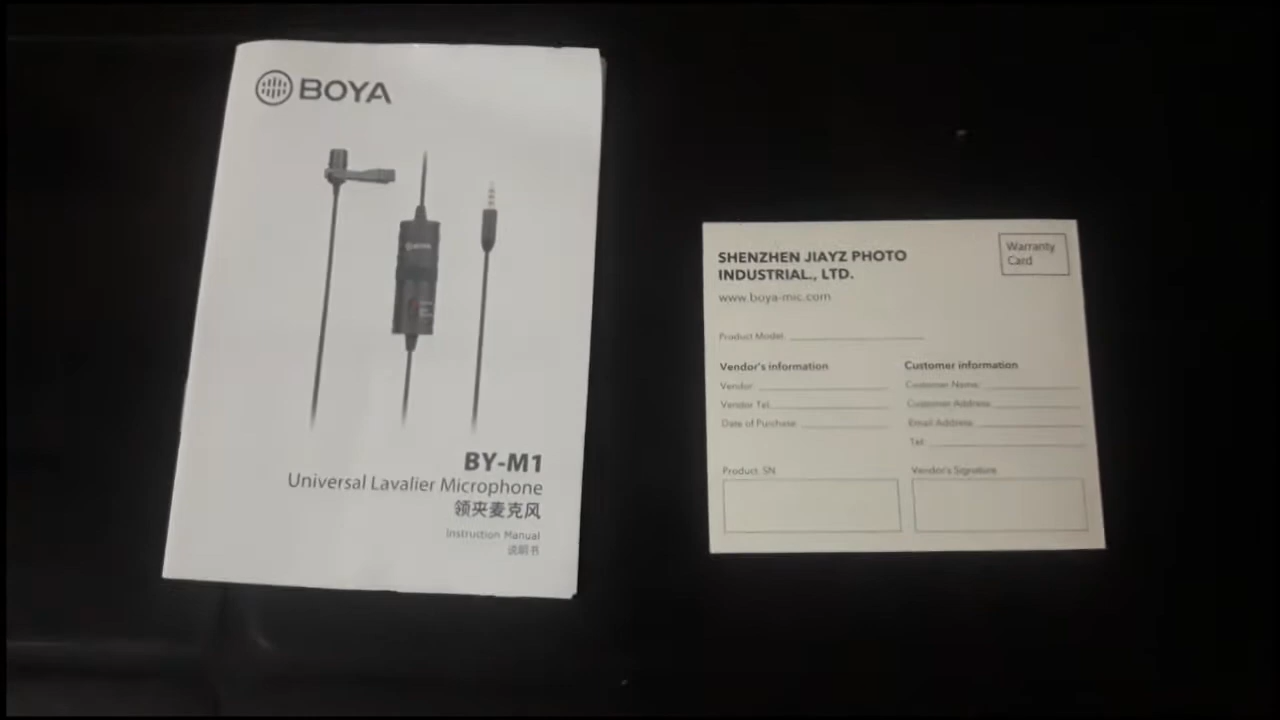 BOYA
BOYA
BY-M1
Universal Lavalier Microphone
领夹麦克风
Instruction Manual
说明书
SHENZHEN JIAYZ PHOTO
INDUSTRIAL., LTD.
Warranty
Card
www.boya-mic.com
Product Model:
Vendor's information
Vendor:
Vendor Tel:
Date of Purchase:
Customer information
Customer Name:
Customer Address:
Email Address:
Tel:
Product. SN.
Vendor's Signature